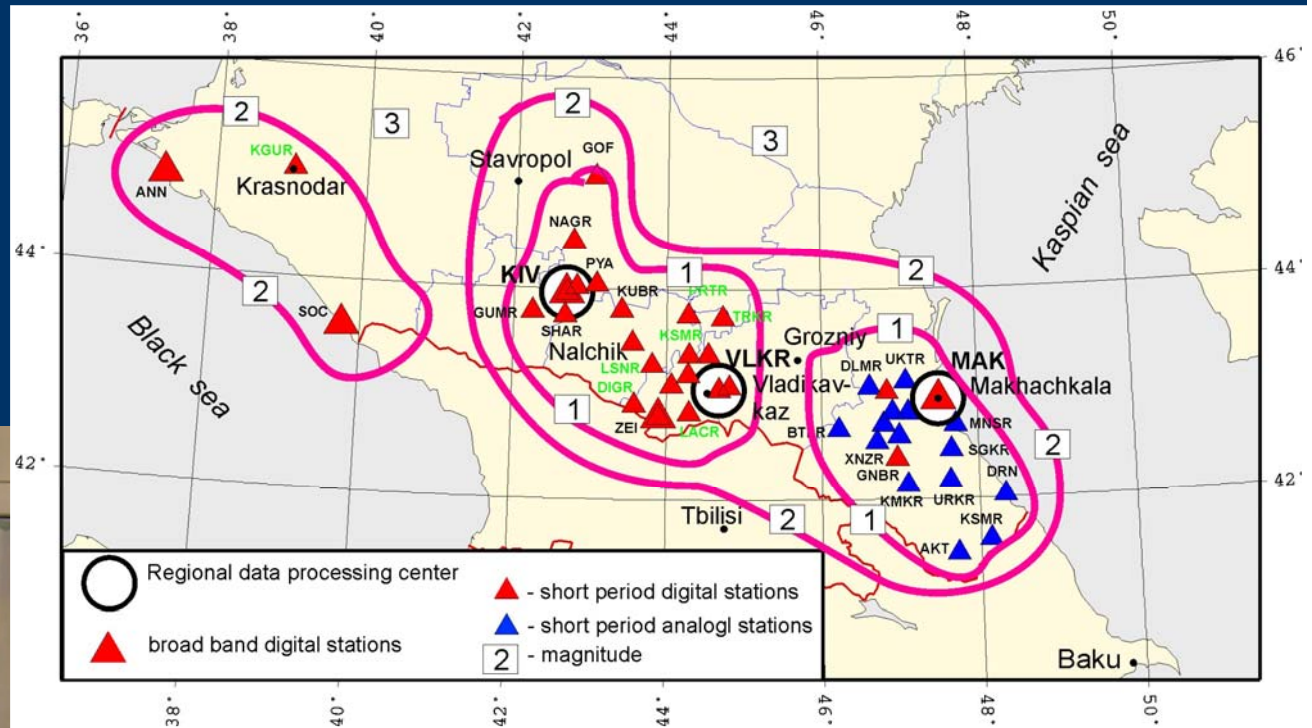 36.
38.
40.
42.
44.
46.
48.
50.
46°
2
3
2
3
KGUR
GOF
Stavropol
ANN
Krasnodar
Kaspian sea
44°
44°
NAGR
PYA
1
2
KIV
2
KUBR
SOC
GUMR
TRKR
SHAR
KSMR
1
Grozniy
UKTR
Black sea
Nalchik
VLKR
DLMR
MAK
LSNR
Vladikav-
kaz
Makhachkala
DIGR
1
ZEI
LACR
MNSR
2
XNZR
SGKR
GNBR
DRN
42°
42°
KMKR
URKR
Tbilisi
2
1
KSMR
AKT
Regional data processing center
- short period digital stations
- short period analogl stations
broad band digital stations
2
- magnitude
Baku
38.
40.
42.
44.
46.
48.
50.